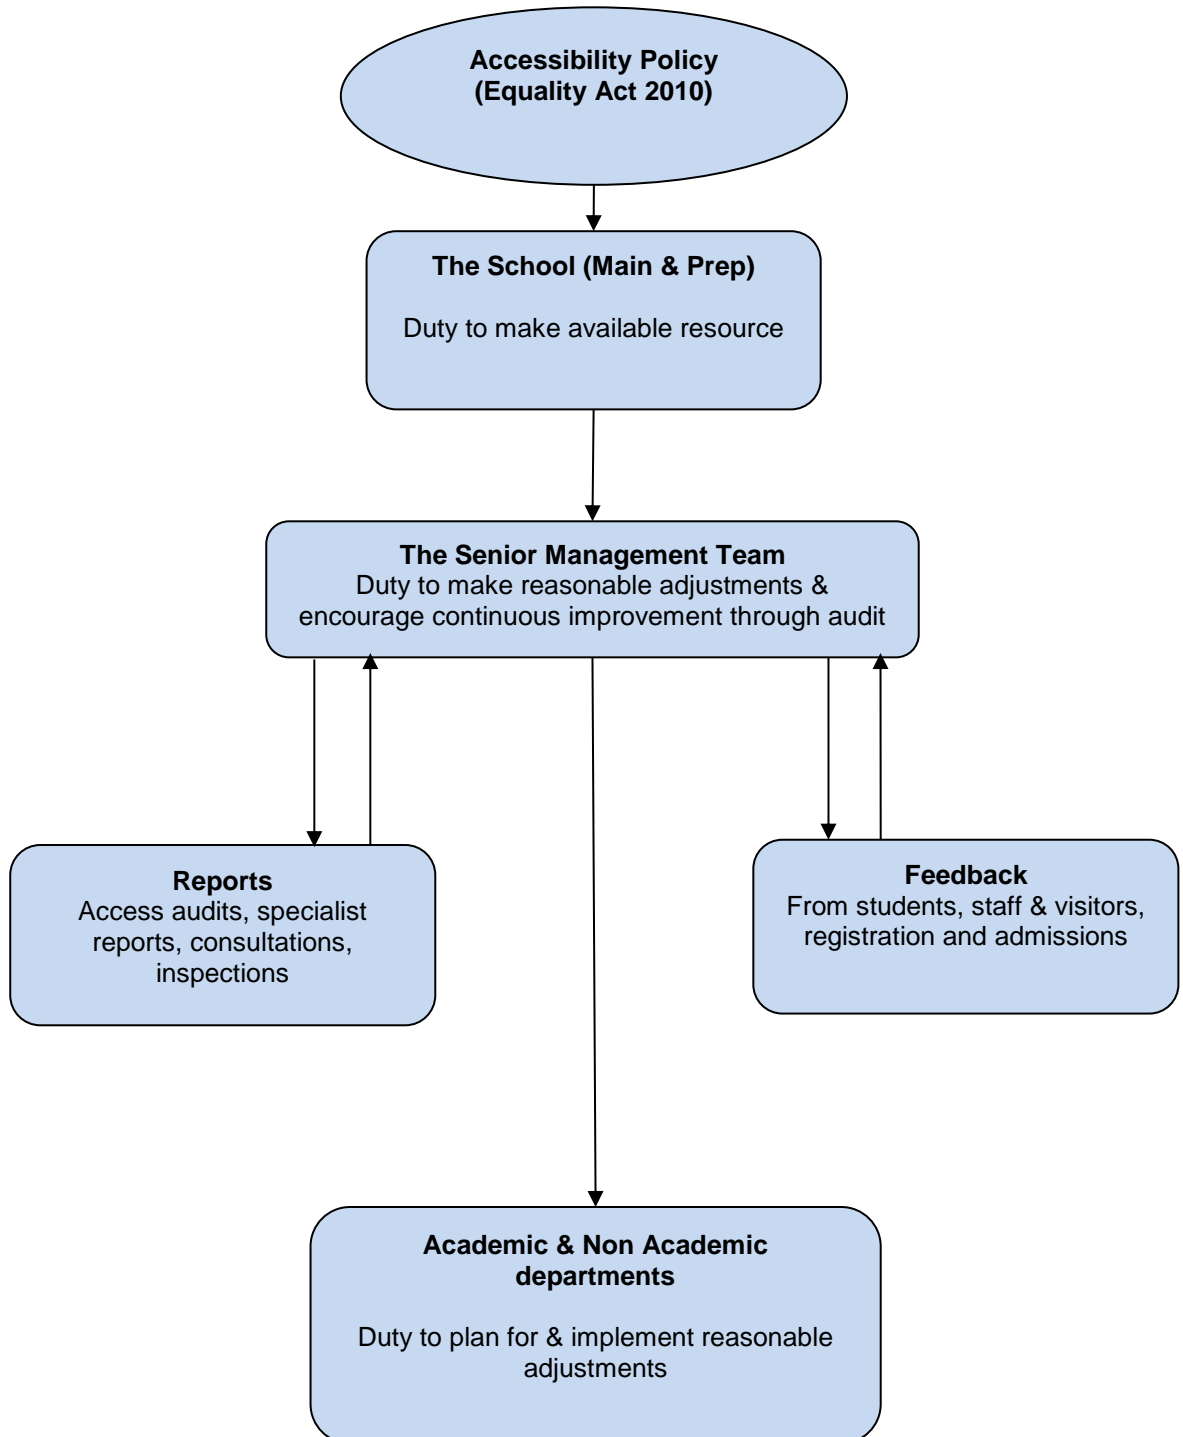 Accessibility Policy
(Equality Act 2010)
The School (Main & Prep)
Duty to make available resource
The Senior Management Team
Duty to make reasonable adjustments &
encourage continuous improvement through audit
Reports
Access audits, specialist
reports, consultations,
inspections
Feedback
From students, staff & visitors,
registration and admissions
Academic & Non Academic
departments
Duty to plan for & implement reasonable
adjustments